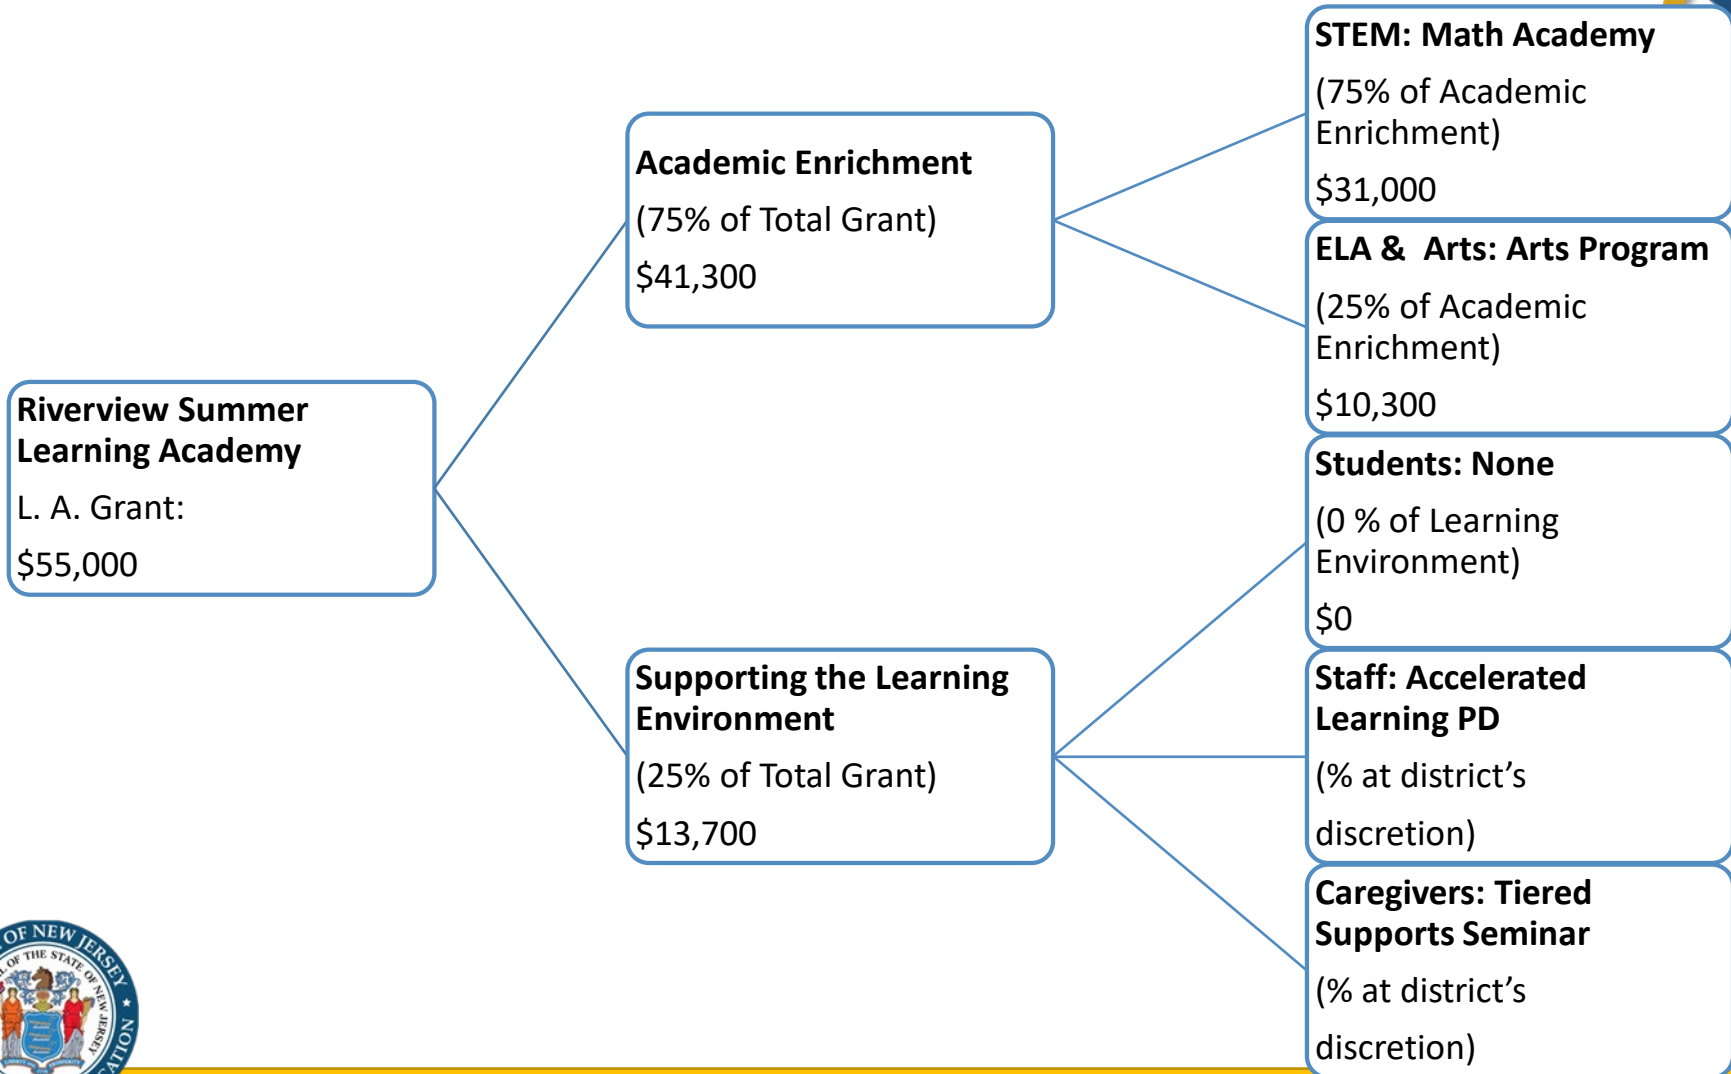 Riverview Summer
Learning Academy
L. A. Grant:
$55,000
Academic Enrichment
(75% of Total Grant)
$41,300
Supporting the Learning
Environment
(25% of Total Grant)
$13,700
STEM: Math Academy
(75% of Academic
Enrichment)
$31,000
ELA &  Arts: Arts Program
(25% of Academic
Enrichment)
$10,300
Students: None
(0 % of Learning
Environment)
$0
Staff: Accelerated
Learning PD
(% at district’s
discretion)
Caregivers: Tiered
Supports Seminar
(% at district’s
discretion)
OF NEW JERSEY
OF THE STATE OF NEW JERSEY